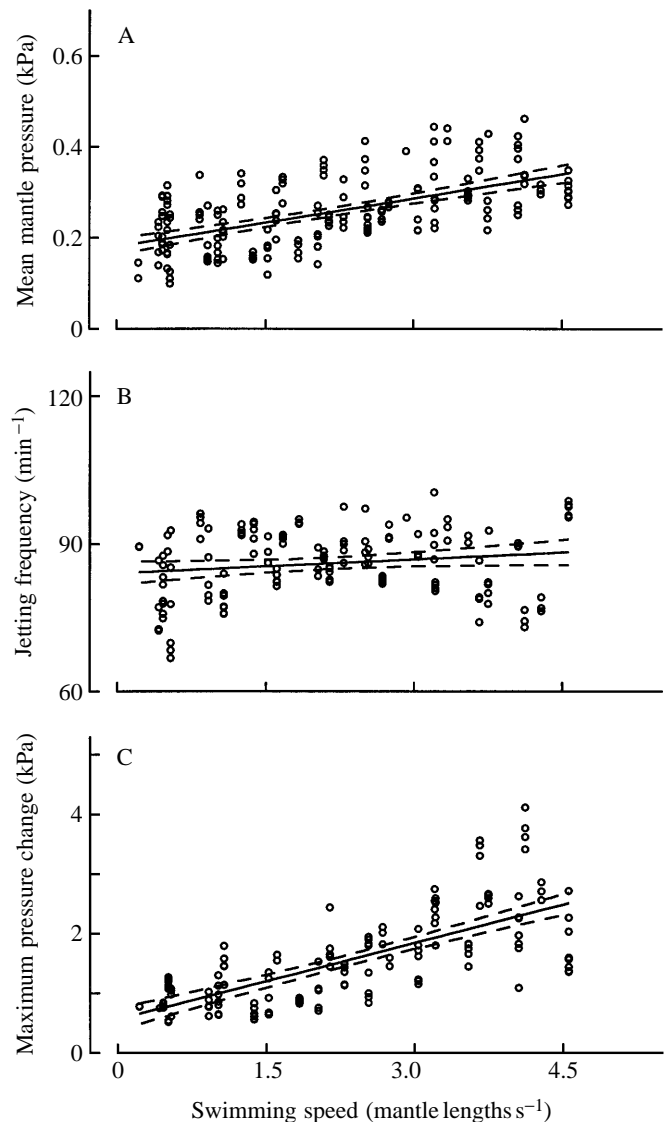 A
Mean mantle pressure (kPa)
0.6
0.4
0.2
0
B
Jetting frequency (min⁻¹)
120
90
60
C
Maximum pressure change (kPa)
4
2
0
0 1.5 3.0 4.5
Swimming speed (mantle lengths s⁻¹)